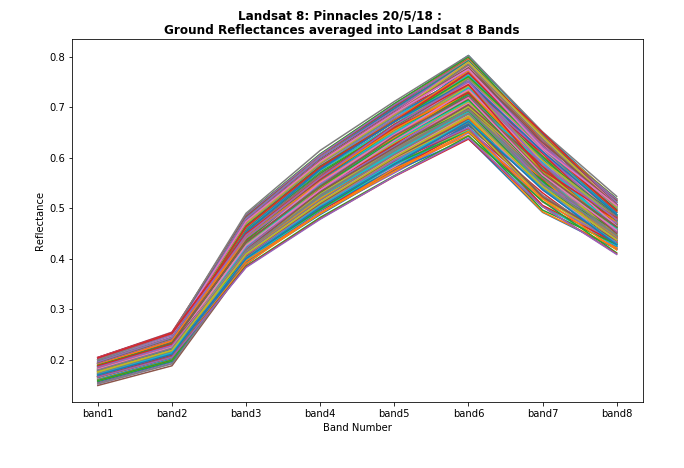 Landsat 8: Pinnacles 20/5/18 :
Ground Reflectances averaged into Landsat 8 Bands
0.8
0.7
0.6
0.5
0.4
0.3
0.2
Reflecctance
band1 band2 band3 band4 band5 band6 band7 band8
Band Number